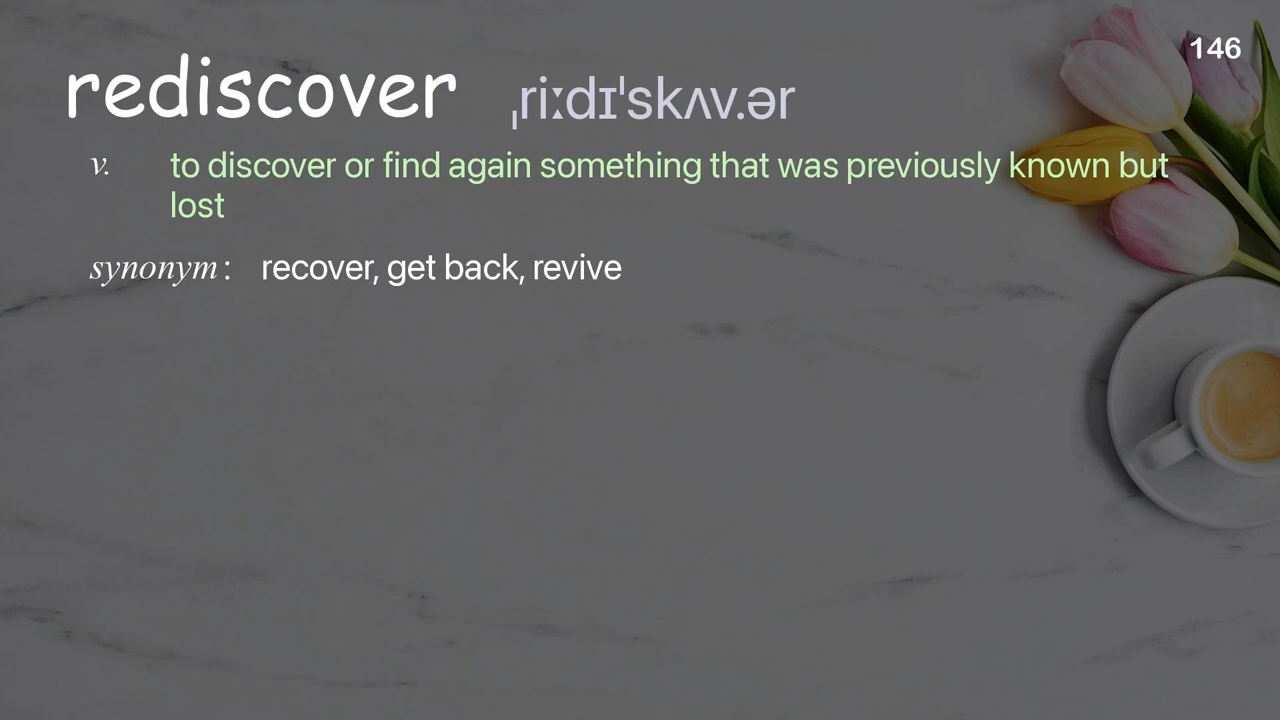 146
rediscover ˌriːdɪˈskʌv.ər
v. to discover or find again something that was previously known but
lost
synonym : recover, get back, revive